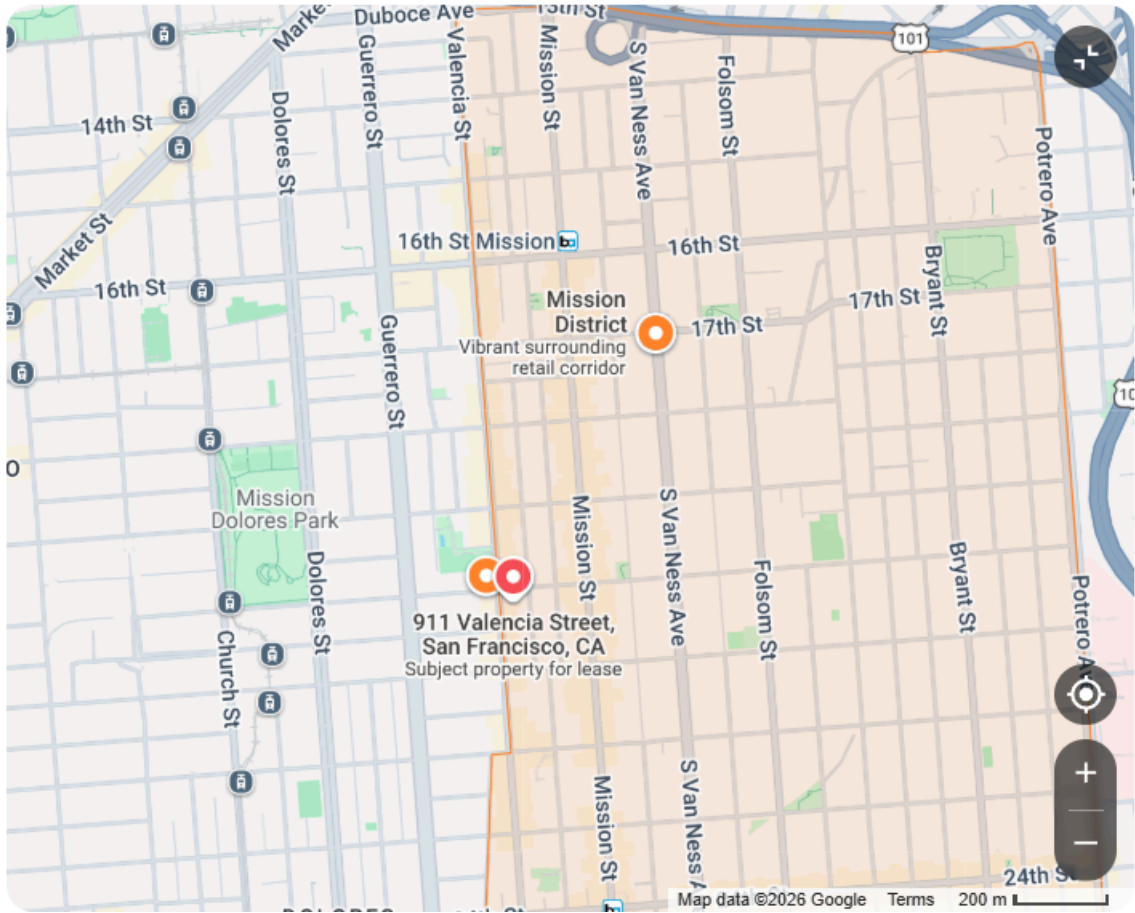 Duboce Ave
13th St
Market
101
Valencia St
Mission St
S Van Ness Ave
Folsom St
Guerrero St
Dolores St
14th St
Potrero Ave
Market St
16th St Mission
16th St
16th St
Bryant St
17th St
Mission
District
Vibrant surrounding
retail corridor
17th St
Guerrero St
10
O
Mission
Dolores Park
Mission St
S Van Ness Ave
Dolores St
Folsom St
Bryant St
Potrero Av
911 Valencia Street,
San Francisco, CA
Subject property for lease
Church St
Mission St
S Van Ness A
24th St
Map data ©2026 Google
Terms
200 m